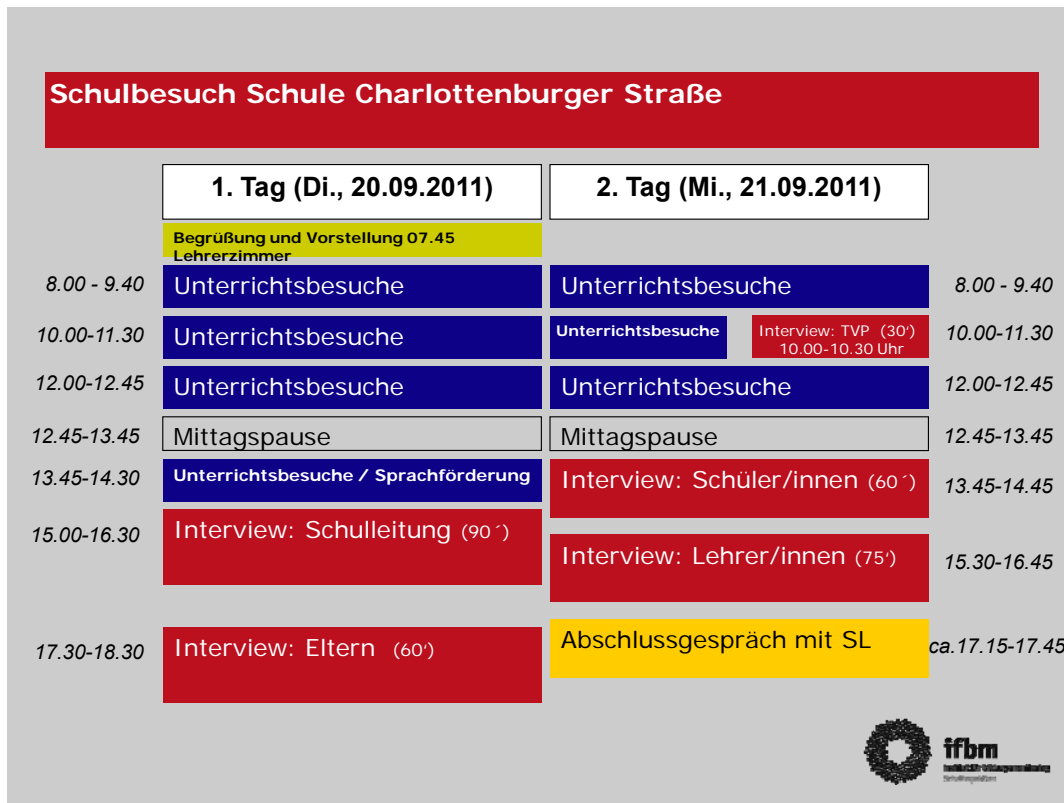 Schulbesuch Schule Charlottenburger Straße
1. Tag (Di., 20.09.2011)
2. Tag (Mi., 21.09.2011)
Begrüßung und Vorstellung 07.45
Lehrerzimmer
8.00 - 9.40
Unterrichtsbesuche
Unterrichtsbesuche
8.00 - 9.40
10.00-11.30
Unterrichtsbesuche
Unterrichtsbesuche
Interview: TVP (30‘)
10.00-10.30 Uhr
10.00-11.30
12.00-12.45
Unterrichtsbesuche
Unterrichtsbesuche
12.00-12.45
12.45-13.45
Mittagspause
Mittagspause
12.45-13.45
13.45-14.30
Unterrichtsbesuche / Sprachförderung
Interview: Schüler/innen (60´)
13.45-14.45
15.00-16.30
Interview: Schulleitung (90´)
Interview: Lehrer/innen (75‘)
15.30-16.45
17.30-18.30
Interview: Eltern (60‘)
Abschlussgespräch mit SL
ca.17.15-17.45
ifbm